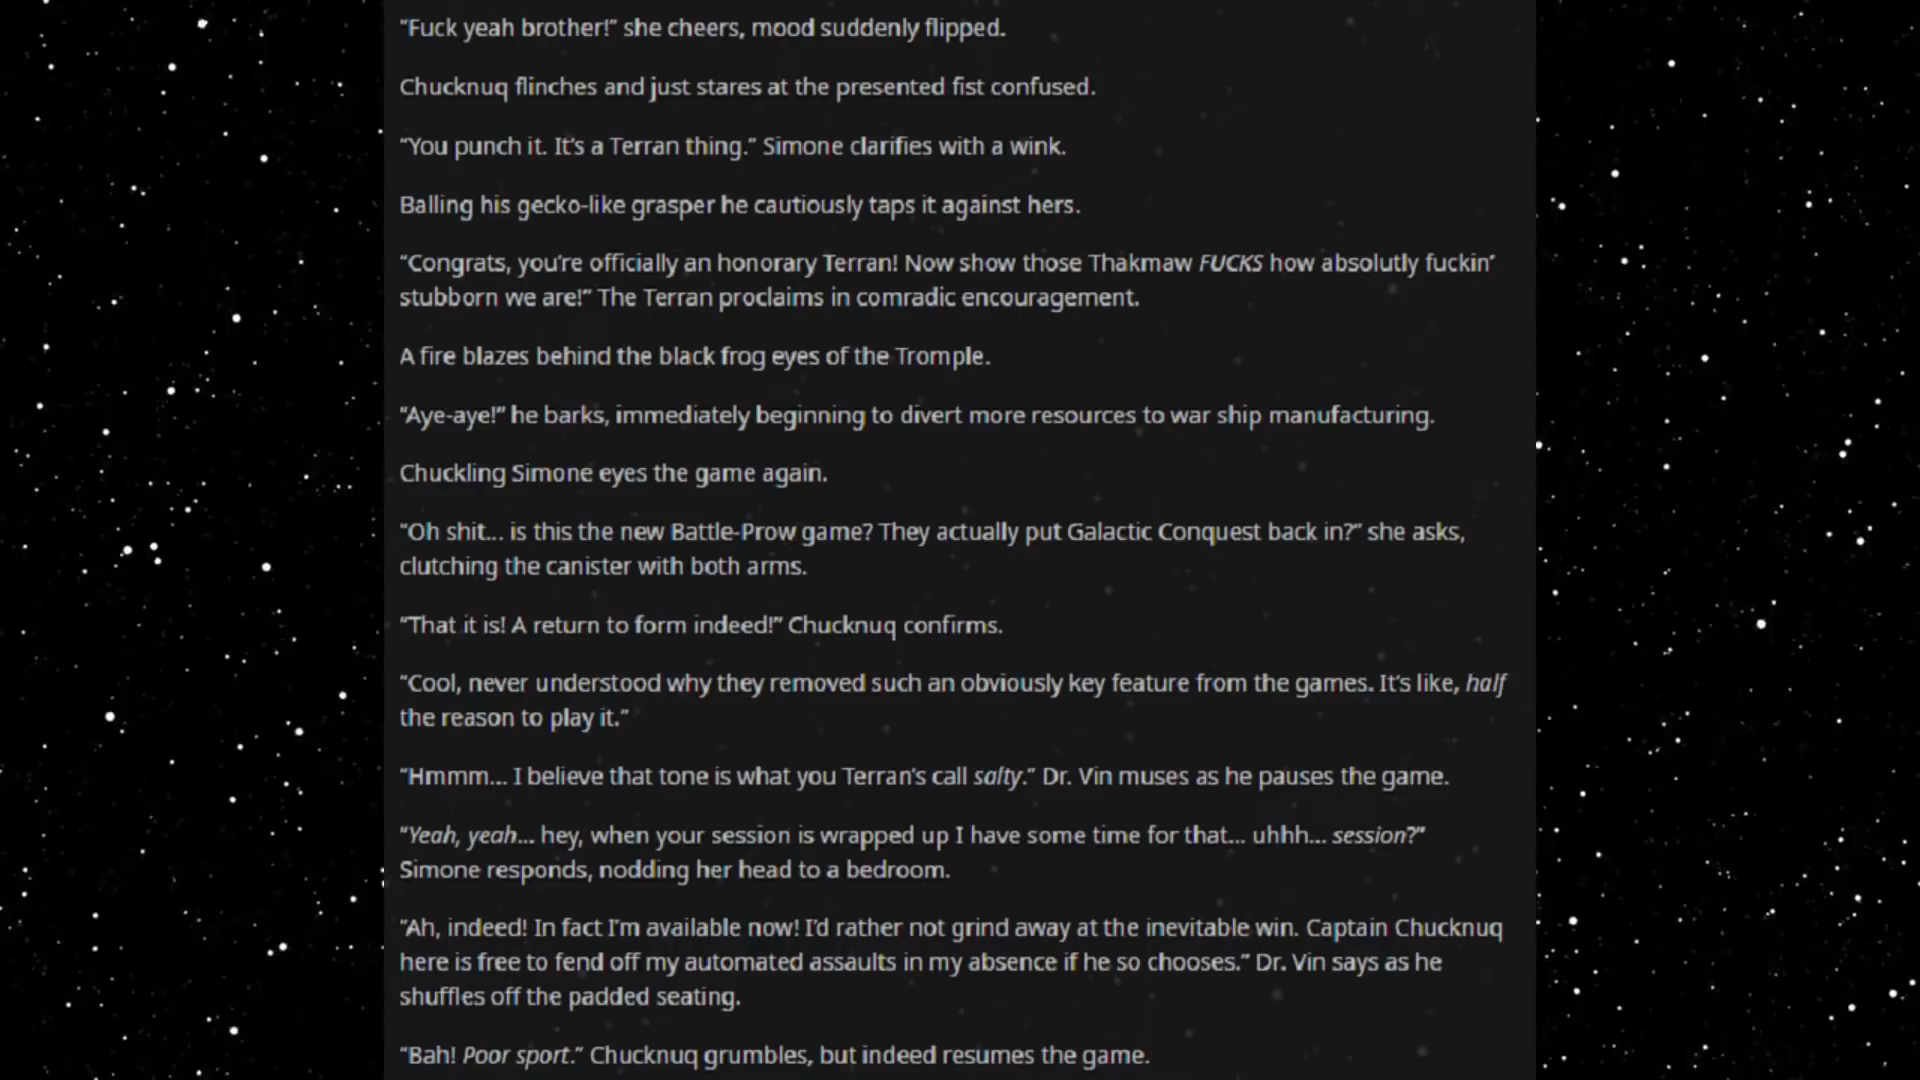 “Fuck yeah brother!” she cheers, mood suddenly flipped.
Chucknuq flinches and just stares at the presented fist confused.
“You punch it. It’s a Terran thing.” Simone clarifies with a wink.
Balling his gecko-like grasper he cautiously taps it against hers.
“Congrats, you’re officially an honorary Terran! Now show those Thakmaw FUCKS how absolutly fuckin’
stubborn we are!” The Terran proclaims in comradic encouragement.
A fire blazes behind the black frog eyes of the Tromple.
“Aye-aye!” he barks, immediately beginning to divert more resources to war ship manufacturing.
Chuckling Simone eyes the game again.
“Oh shit... is this the new Battle-Prow game? They actually put Galactic Conquest back in?” she asks,
clutching the canister with both arms.
“That it is! A return to form indeed!” Chucknuq confirms.
“Cool, never understood why they removed such an obviously key feature from the games. It’s like, half
the reason to play it.”
“Hmmm... I believe that tone is what you Terran’s call salty.” Dr. Vin muses as he pauses the game.
“Yeah, yeah... hey, when your session is wrapped up I have some time for that... uhhh... session?”
Simone responds, nodding her head to a bedroom.
“Ah, indeed! In fact I’m available now! I’d rather not grind away at the inevitable win. Captain Chucknuq
here is free to fend off my automated assaults in my absence if he so chooses.” Dr. Vin says as he
shuffles off the padded seating.
“Bah! Poor sport.” Chucknuq grumbles, but indeed resumes the game.